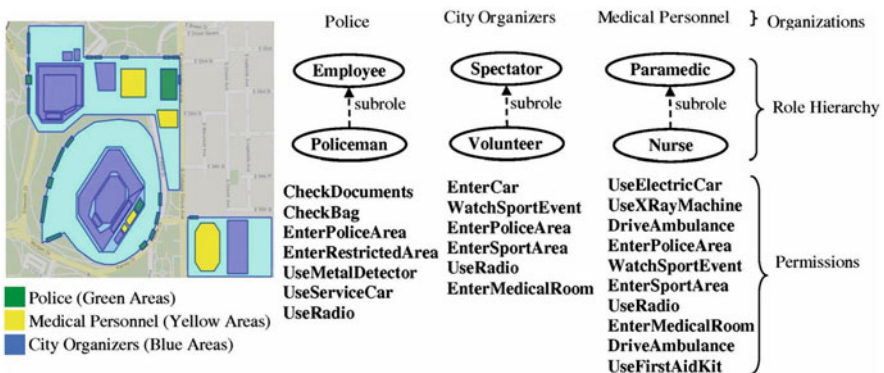 Police
City Organizers
Medical Personnel
} Organizations
Employee
Spectator
Paramedic
subrole
subrole
subrole
Role Hierarchy
Policeman
Volunteer
Nurse
CheckDocuments
CheckBag
EnterPoliceArea
EnterRestrictedArea
UseMetalDetector
UseServiceCar
UseRadio
EnterCar
WatchSportEvent
EnterPoliceArea
EnterSportArea
UseRadio
EnterMedicalRoom
UseElectricCar
UseXRayMachine
DriveAmbulance
EnterPoliceArea
WatchSportEvent
EnterSportArea
UseRadio
EnterMedicalRoom
DriveAmbulance
UseFirstAidKit
Permissions
Police (Green Areas)
Medical Personnel (Yellow Areas)
City Organizers (Blue Areas)